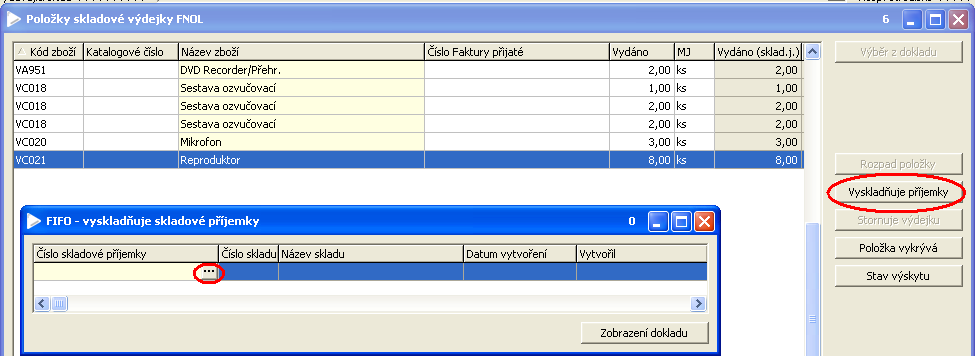 Položky skladové výdejky FNOL 6
Kód zboží Katalogové číslo Název zboží Číslo Faktury přijaté Vydáno MJ Vydáno (sklad.j.)
VA951 DVD Recorder/Přehr. 2,00 ks 2,00
VC018 Sestava ozvučovací 1,00 ks 1,00
VC018 Sestava ozvučovací 2,00 ks 2,00
VC018 Sestava ozvučovací 2,00 ks 2,00
VC020 Mikrofon 3,00 ks 3,00
VC021 Reproduktor 8,00 ks 8,00
Výběr z dokladu
Rozpad položky
Vyskladňuje příjemky
Stornuje výdejku
Položka vykrývá
Stav výskytu
FIFO - vyskladňuje skladové příjemky 0
Číslo skladové příjemky Číslo skladu Název skladu Datum vytvoření Vytvořil
...
Zobrazení dokladu